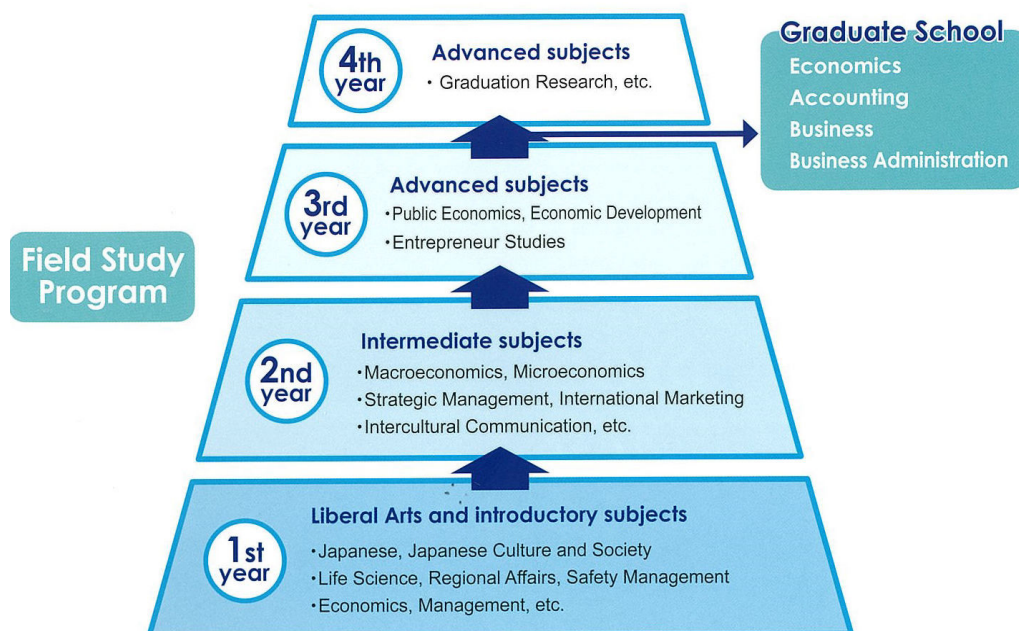 4th
year
Advanced subjects
・Graduation Research, etc.
Graduate School
Economics
Accounting
Business
Business Administration
3rd
year
Advanced subjects
・Public Economics, Economic Development
・Entrepreneur Studies
Field Study
Program
2nd
year
Intermediate subjects
・Macroeconomics, Microeconomics
・Strategic Management, International Marketing
・Intercultural Communication, etc.
1st
year
Liberal Arts and introductory subjects
・Japanese, Japanese Culture and Society
・Life Science, Regional Affairs, Safety Management
・Economics, Management, etc.